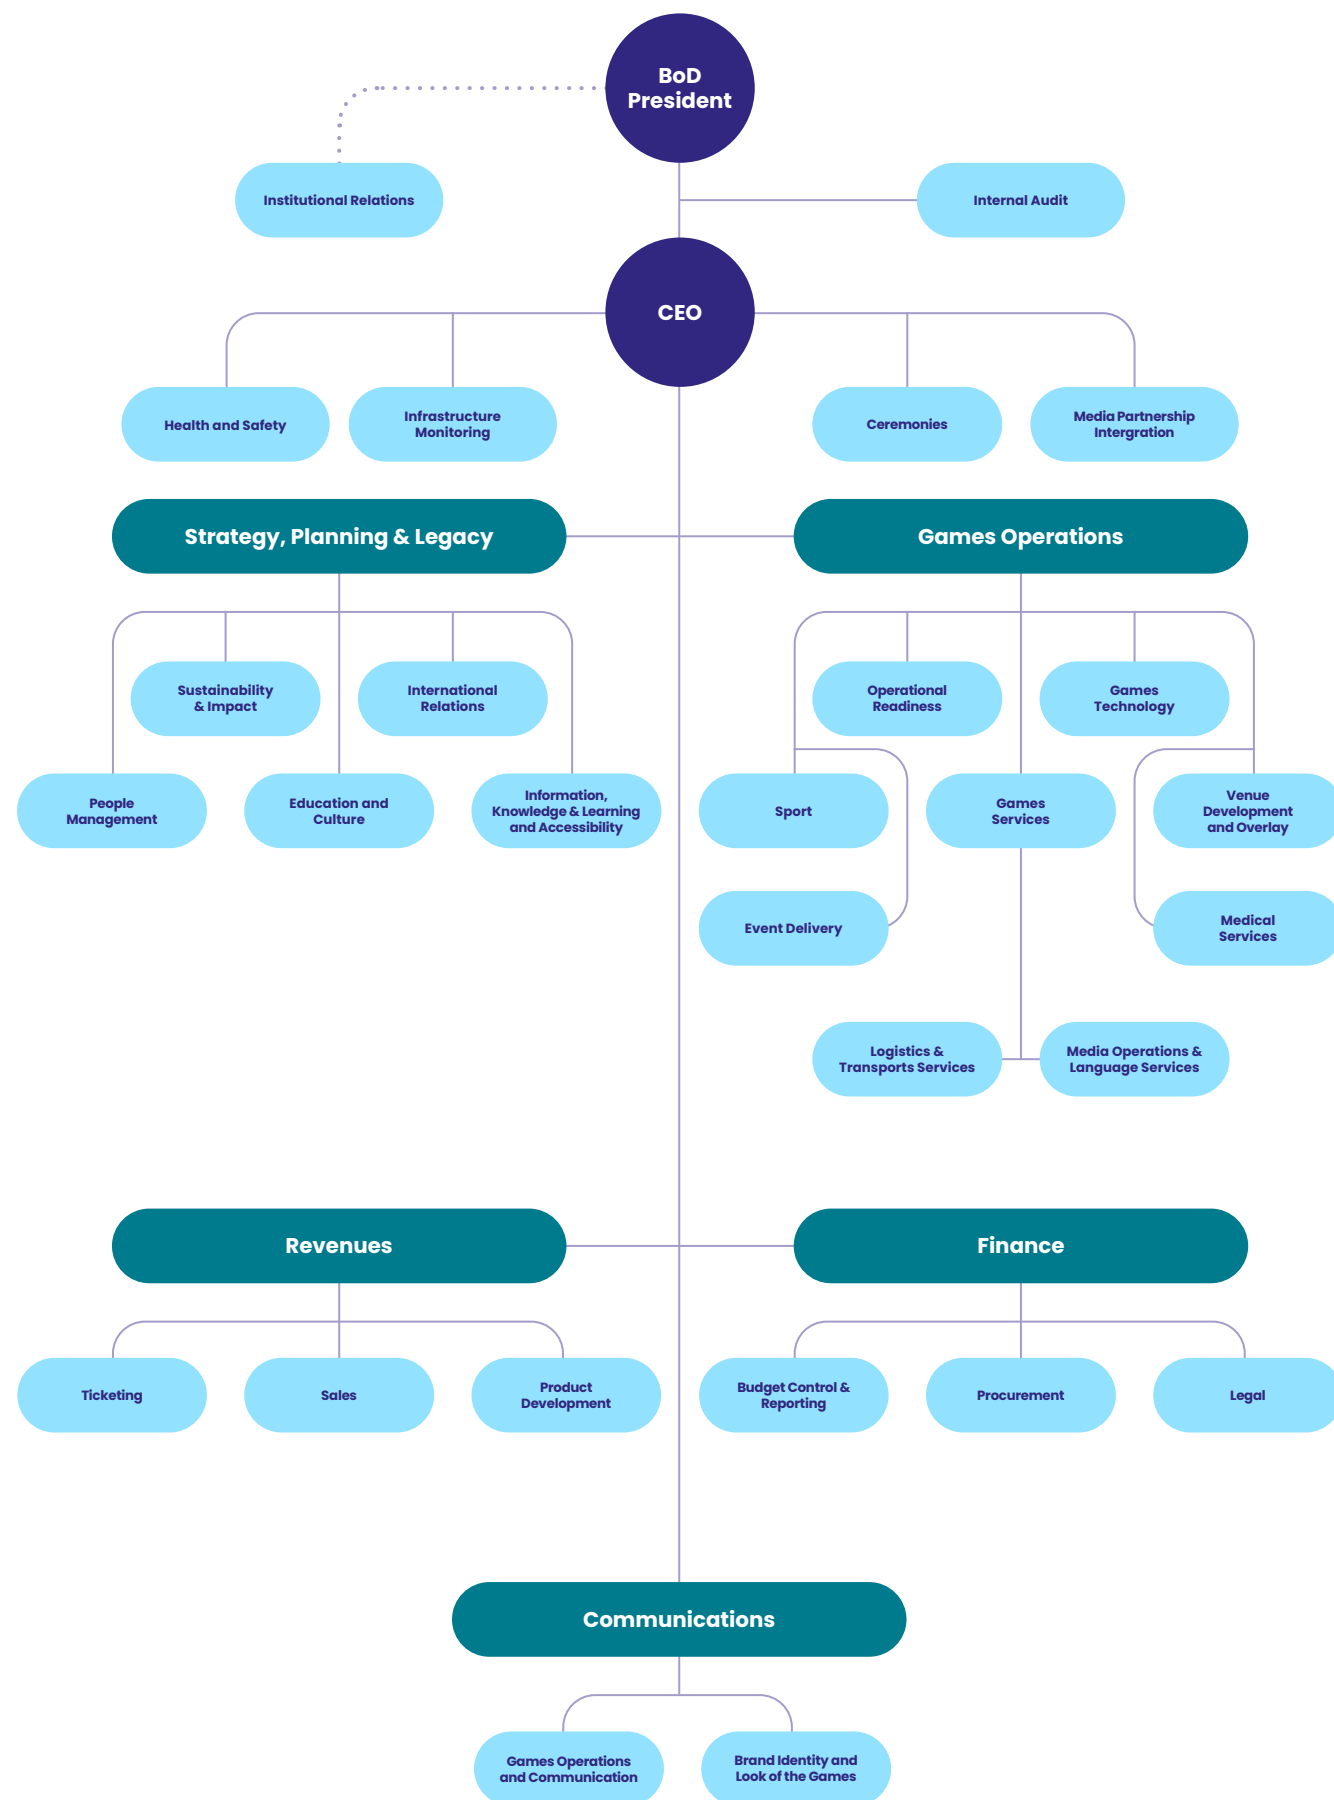 BoD
President
Institutional Relations
Internal Audit
CEO
Health and Safety
Infrastructure
Monitoring
Ceremonies
Media Partnership
Intergration
Strategy, Planning & Legacy
Games Operations
Sustainability
& Impact
International
Relations
Operational
Readiness
Games
Technology
People
Management
Education and
Culture
Information,
Knowledge & Learning
and Accessibility
Sport
Games
Services
Venue
Development
and Overlay
Event Delivery
Medical
Services
Logistics &
Transports Services
Media Operations &
Language Services
Revenues
Finance
Ticketing
Sales
Product
Development
Budget Control &
Reporting
Procurement
Legal
Communications
Games Operations
and Communication
Brand Identity and
Look of the Games